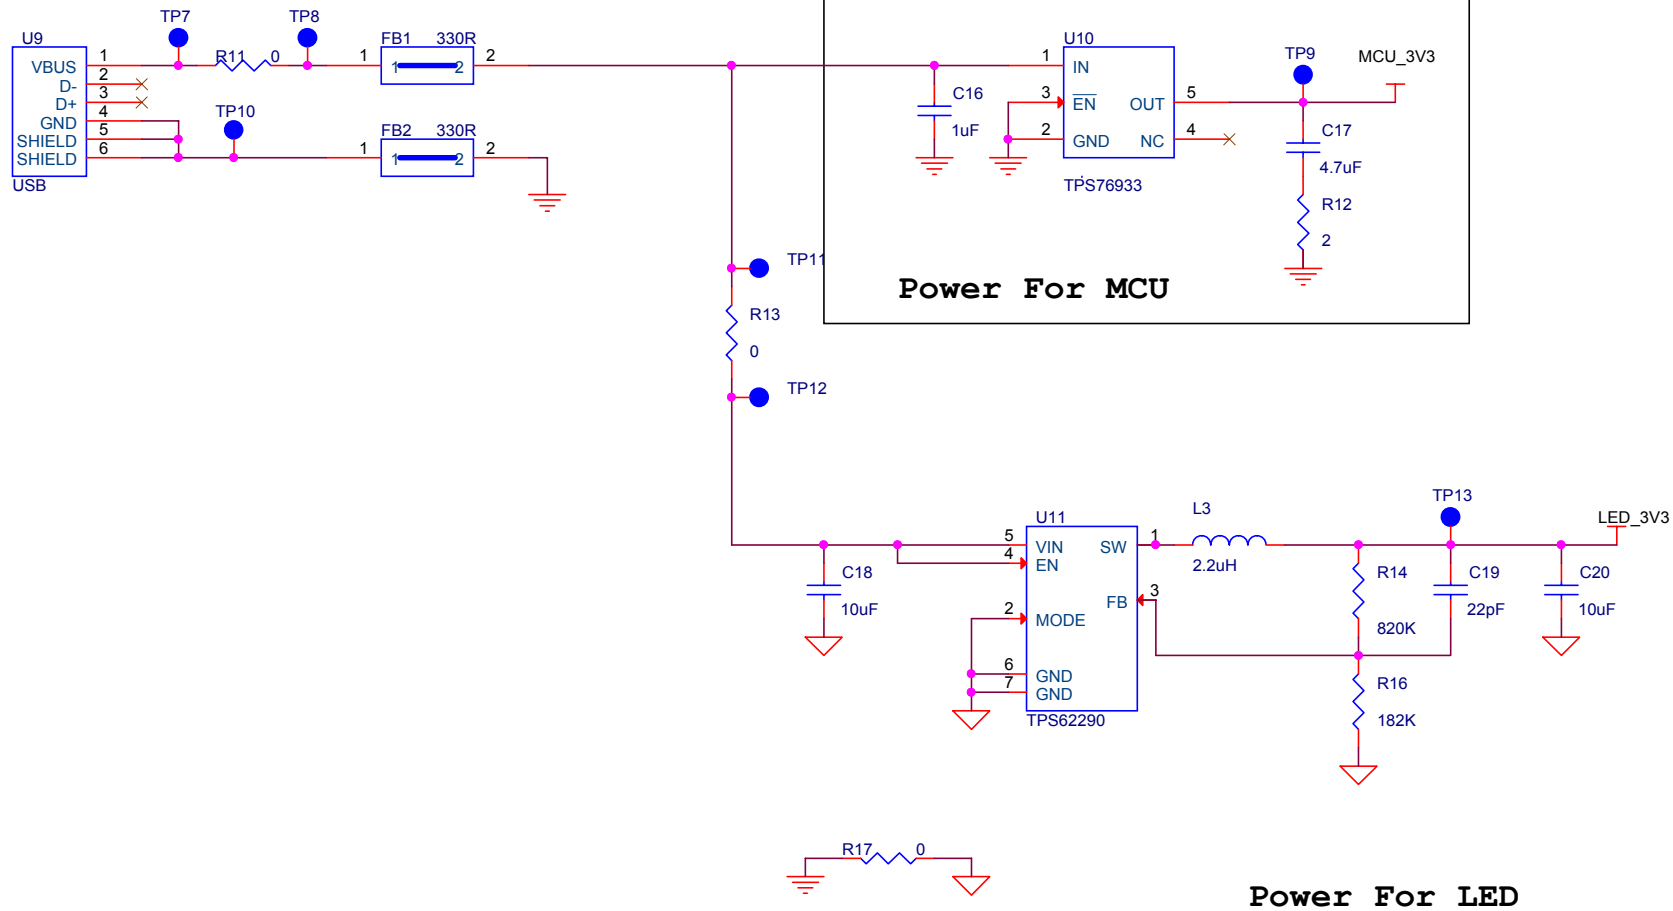 TP7
TP8
U9
FB1 330R
U10
TP9
MCU_3V3
VBUS 1
R11 0
1 1 2 2
1 IN
D- 2
D+ 3
C16
1uF
3 EN OUT 5
GND 4
TP10
FB2 330R
C17
SHIELD 5
2 GND NC 4
SHIELD 6
1 1 2 2
4.7uF
USB
TPS76933
R12
2
TP11
Power For MCU
R13
0
TP12
TP13
L3
U11
LED_3V3
5 VIN SW 1
4 EN
2.2uH
C18
10uF
R14
820K
C19
22pF
C20
10uF
FB 3
2 MODE
6 GND
7 GND
R16
182K
TPS62290
R17 0
Power For LED